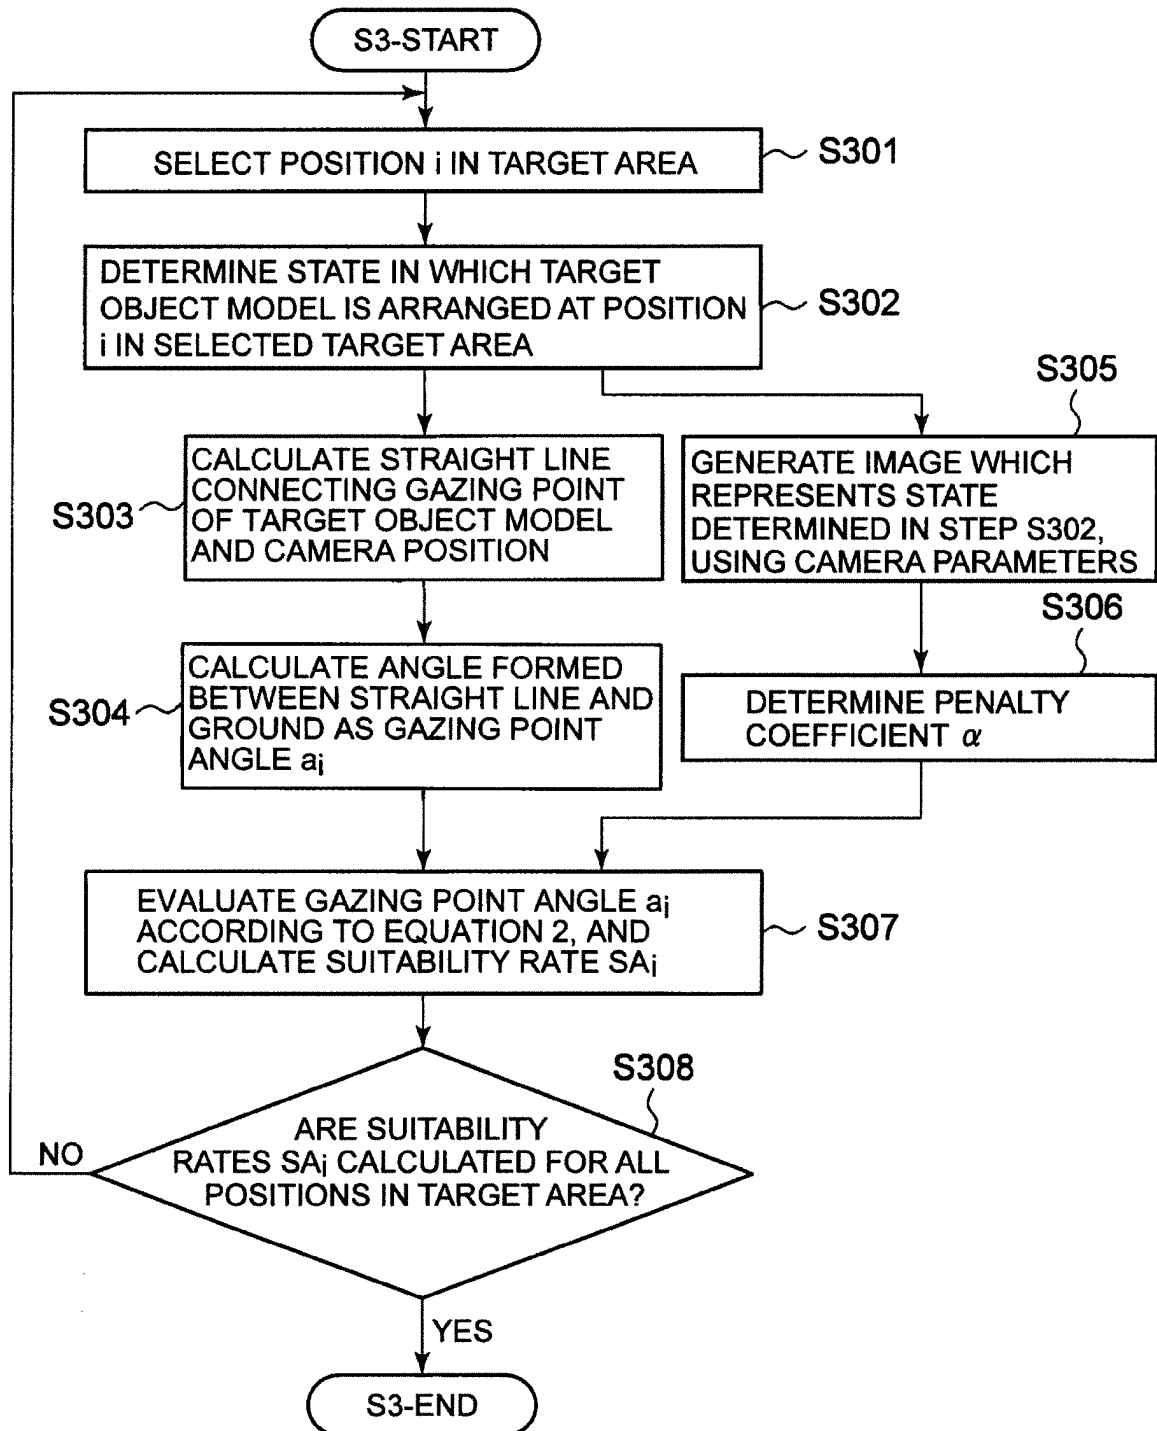 S3-START
SELECT POSITION i IN TARGET AREA
S301
DETERMINE STATE IN WHICH TARGET
OBJECT MODEL IS ARRANGED AT POSITION
i IN SELECTED TARGET AREA
S302
S303
CALCULATE STRAIGHT LINE
CONNECTING GAZING POINT
OF TARGET OBJECT MODEL
AND CAMERA POSITION
S305
GENERATE IMAGE WHICH
REPRESENTS STATE
DETERMINED IN STEP S302,
USING CAMERA PARAMETERS
S304
CALCULATE ANGLE FORMED
BETWEEN STRAIGHT LINE AND
GROUND AS GAZING POINT
ANGLE ai
S306
DETERMINE PENALTY
COEFFICIENT α
EVALUATE GAZING POINT ANGLE ai
ACCORDING TO EQUATION 2, AND
CALCULATE SUITABILITY RATE SAi
S307
S308
ARE SUITABILITY
RATES SAi CALCULATED FOR ALL
POSITIONS IN TARGET AREA?
NO
YES
S3-END